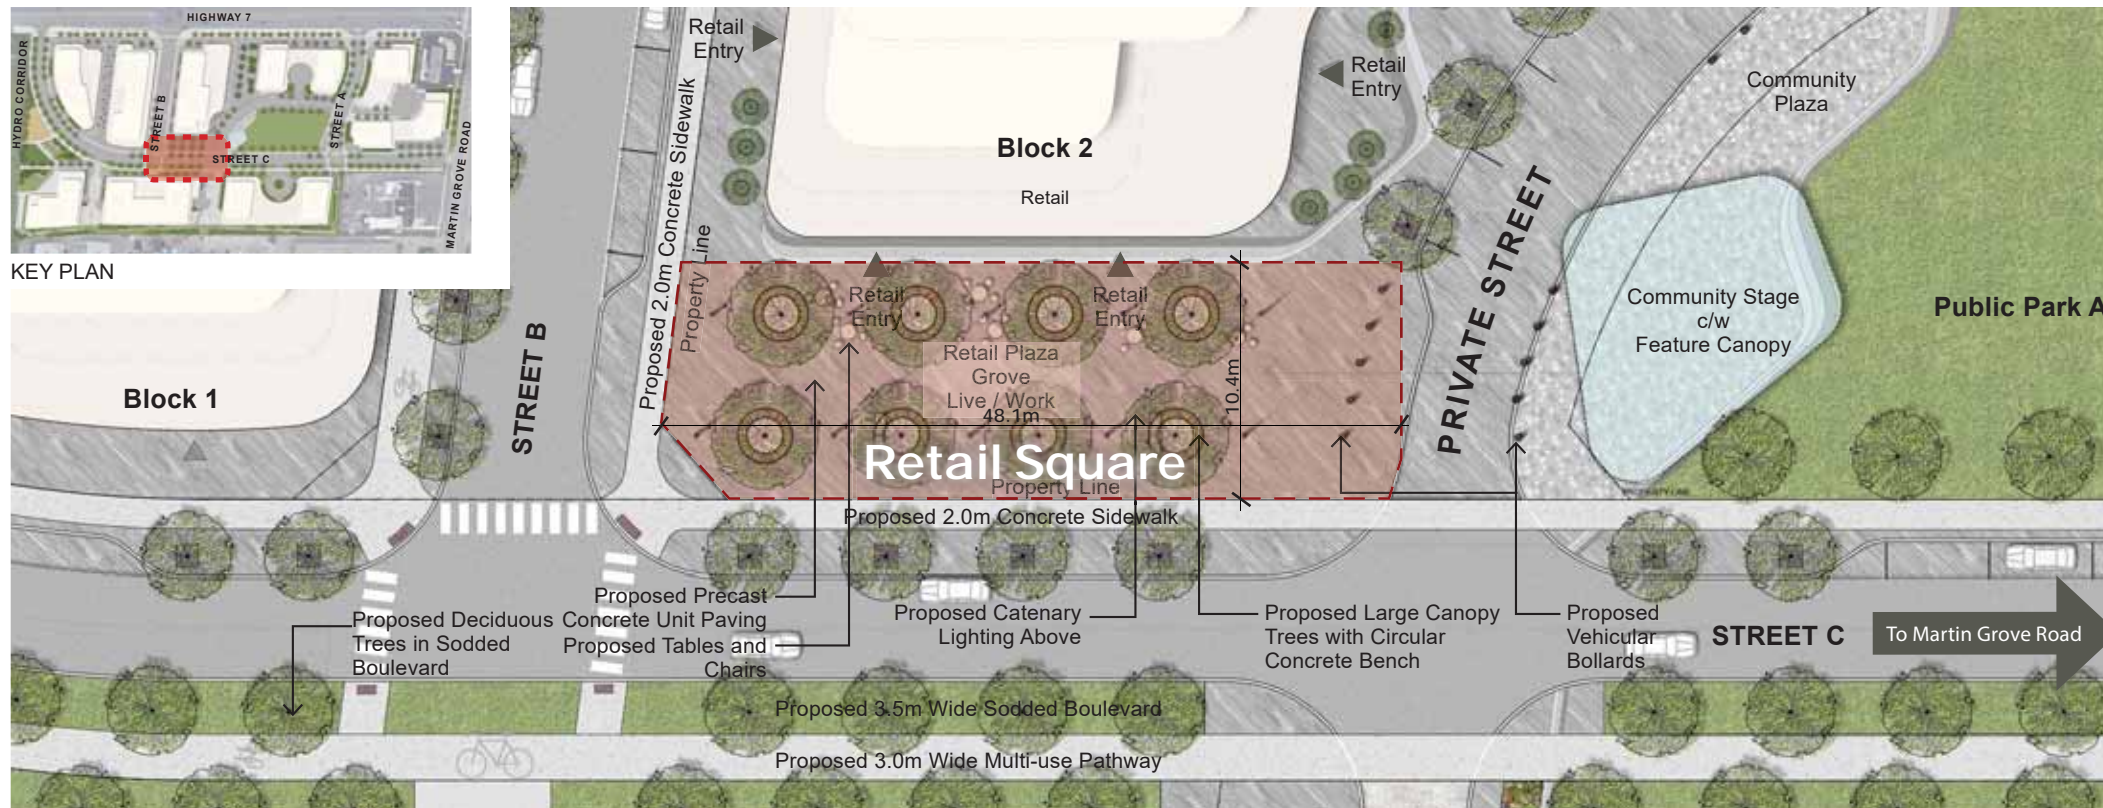 HIGHWAY 7
HYDRO CORRIDOR
STREET B
STREET A
STREET C
MARTIN GROVE ROAD
KEY PLAN
Retail
Entry
Retail
Entry
Community
Plaza
Block 2
Retail
Proposed 2.0m Concrete Sidewalk
Property Line
Retail
Entry
Retail
Entry
Retail Plaza
Grove
Live / Work
48.1m
10.4m
Retail Square
Property Line
Proposed 2.0m Concrete Sidewalk
PRIVATE STREET
Community Stage
c/w
Feature Canopy
Public Park A
Block 1
STREET B
Proposed Deciduous
Trees in Sodded
Boulevard
Proposed Precast
Concrete Unit Paving
Proposed Tables and
Chairs
Proposed Catenary
Lighting Above
Proposed Large Canopy
Trees with Circular
Concrete Bench
Proposed
Vehicular
Bollards
STREET C
To Martin Grove Road
Proposed 3.5m Wide Sodded Boulevard
Proposed 3.0m Wide Multi-use Pathway